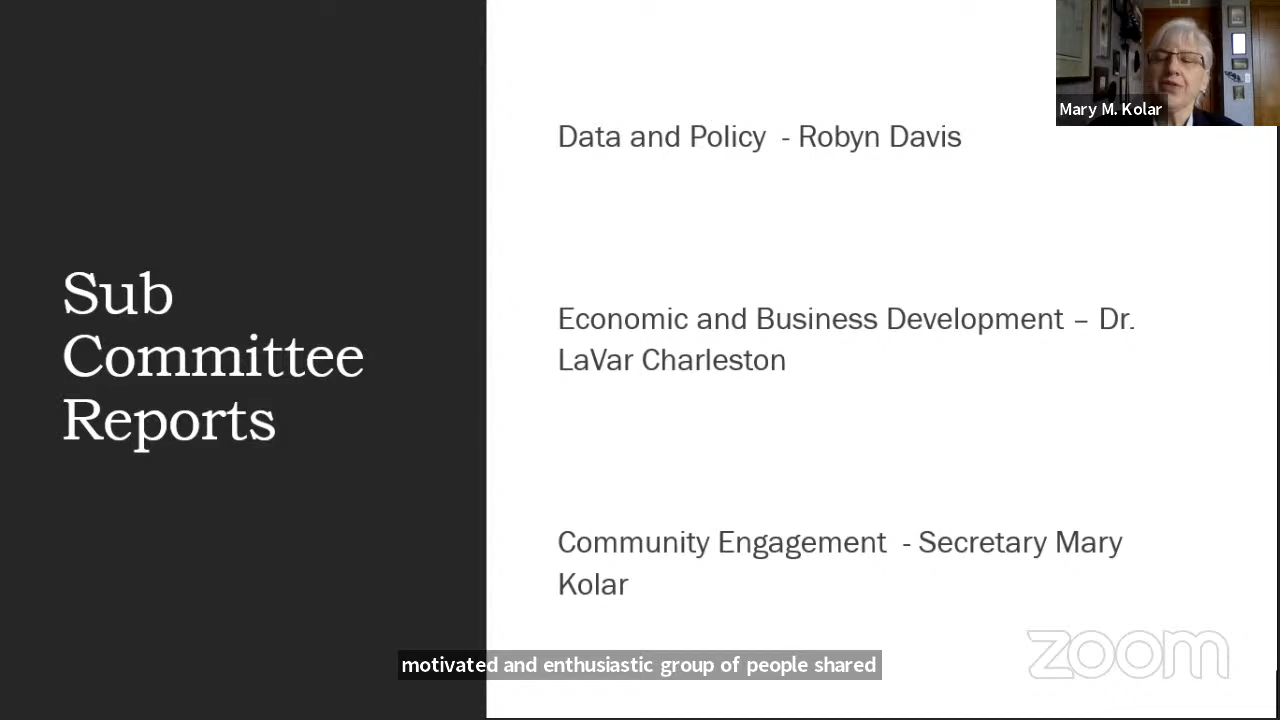 Sub
Committee
Reports
Data and Policy - Robyn Davis
Economic and Business Development – Dr.
LaVar Charleston
Community Engagement - Secretary Mary
Kolar
Mary M. Kolar
motivated and enthusiastic group of people shared
zoom